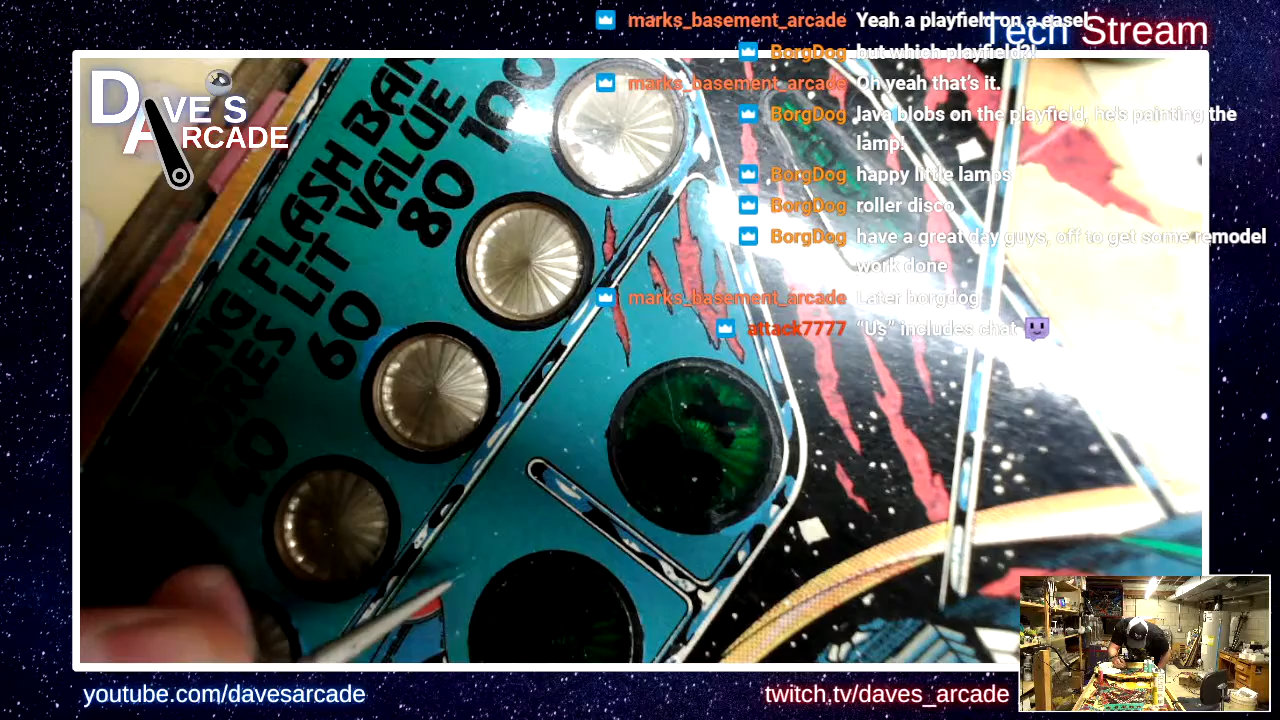 marks_basement_arcade Yeah a playfield on a easel.
Tech Stream
BorgDog but which playfield?!
marks_basement_arcade Oh yeah that's it.
BorgDog Java blobs on the playfield, he's painting the
lamp!
BorgDog happy little lamps
BorgDog roller disco
BorgDog have a great day guys, off to get some remodel
work done
marks_basement_arcade Later borgdog
attack7777 “Us” includes chat
DAVE'S
ARCADE
FLASH
SCORES LiT VALUE
100
80
60
40
youtube.com/davesarcade
twitch.tv/daves_arcade